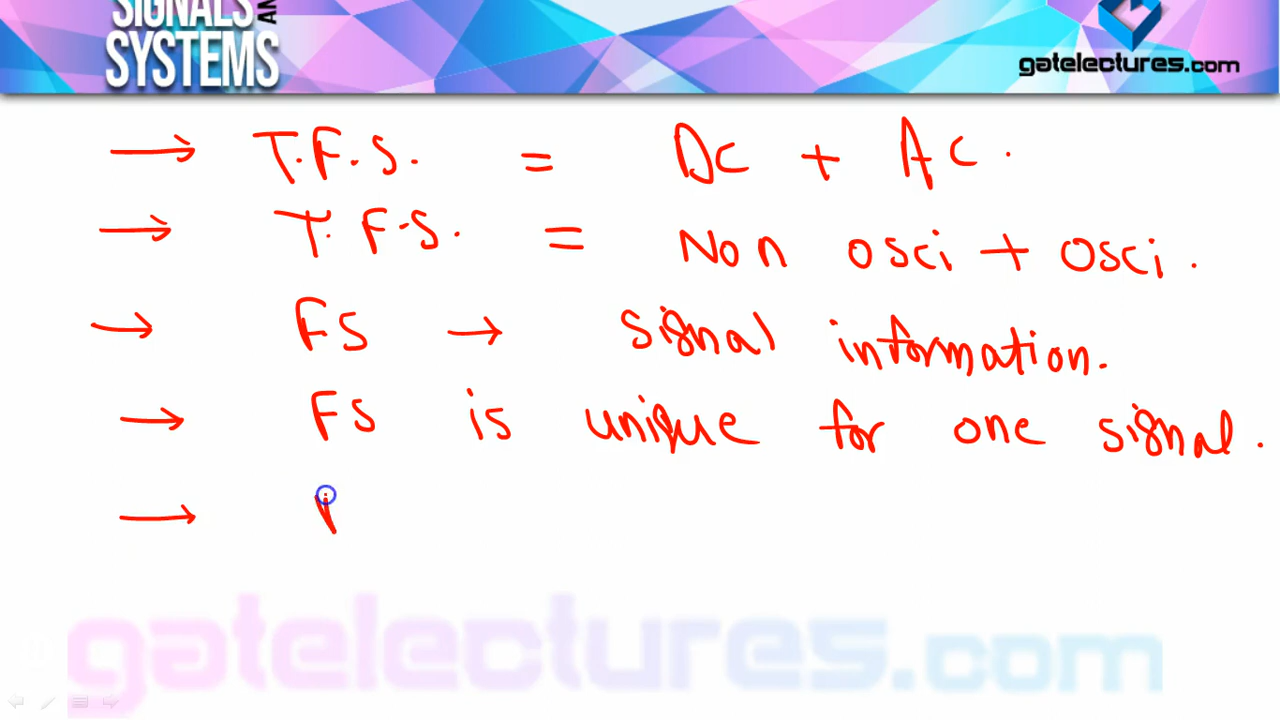 SIGNALS AND
SYSTEMS
gatelectures.com
→ T.F.S. = DC + AC.
→ T.F.S. = Non osci + osci.
→ FS → signal information.
→ FS is unique for one signal.
→
gatelectures.com